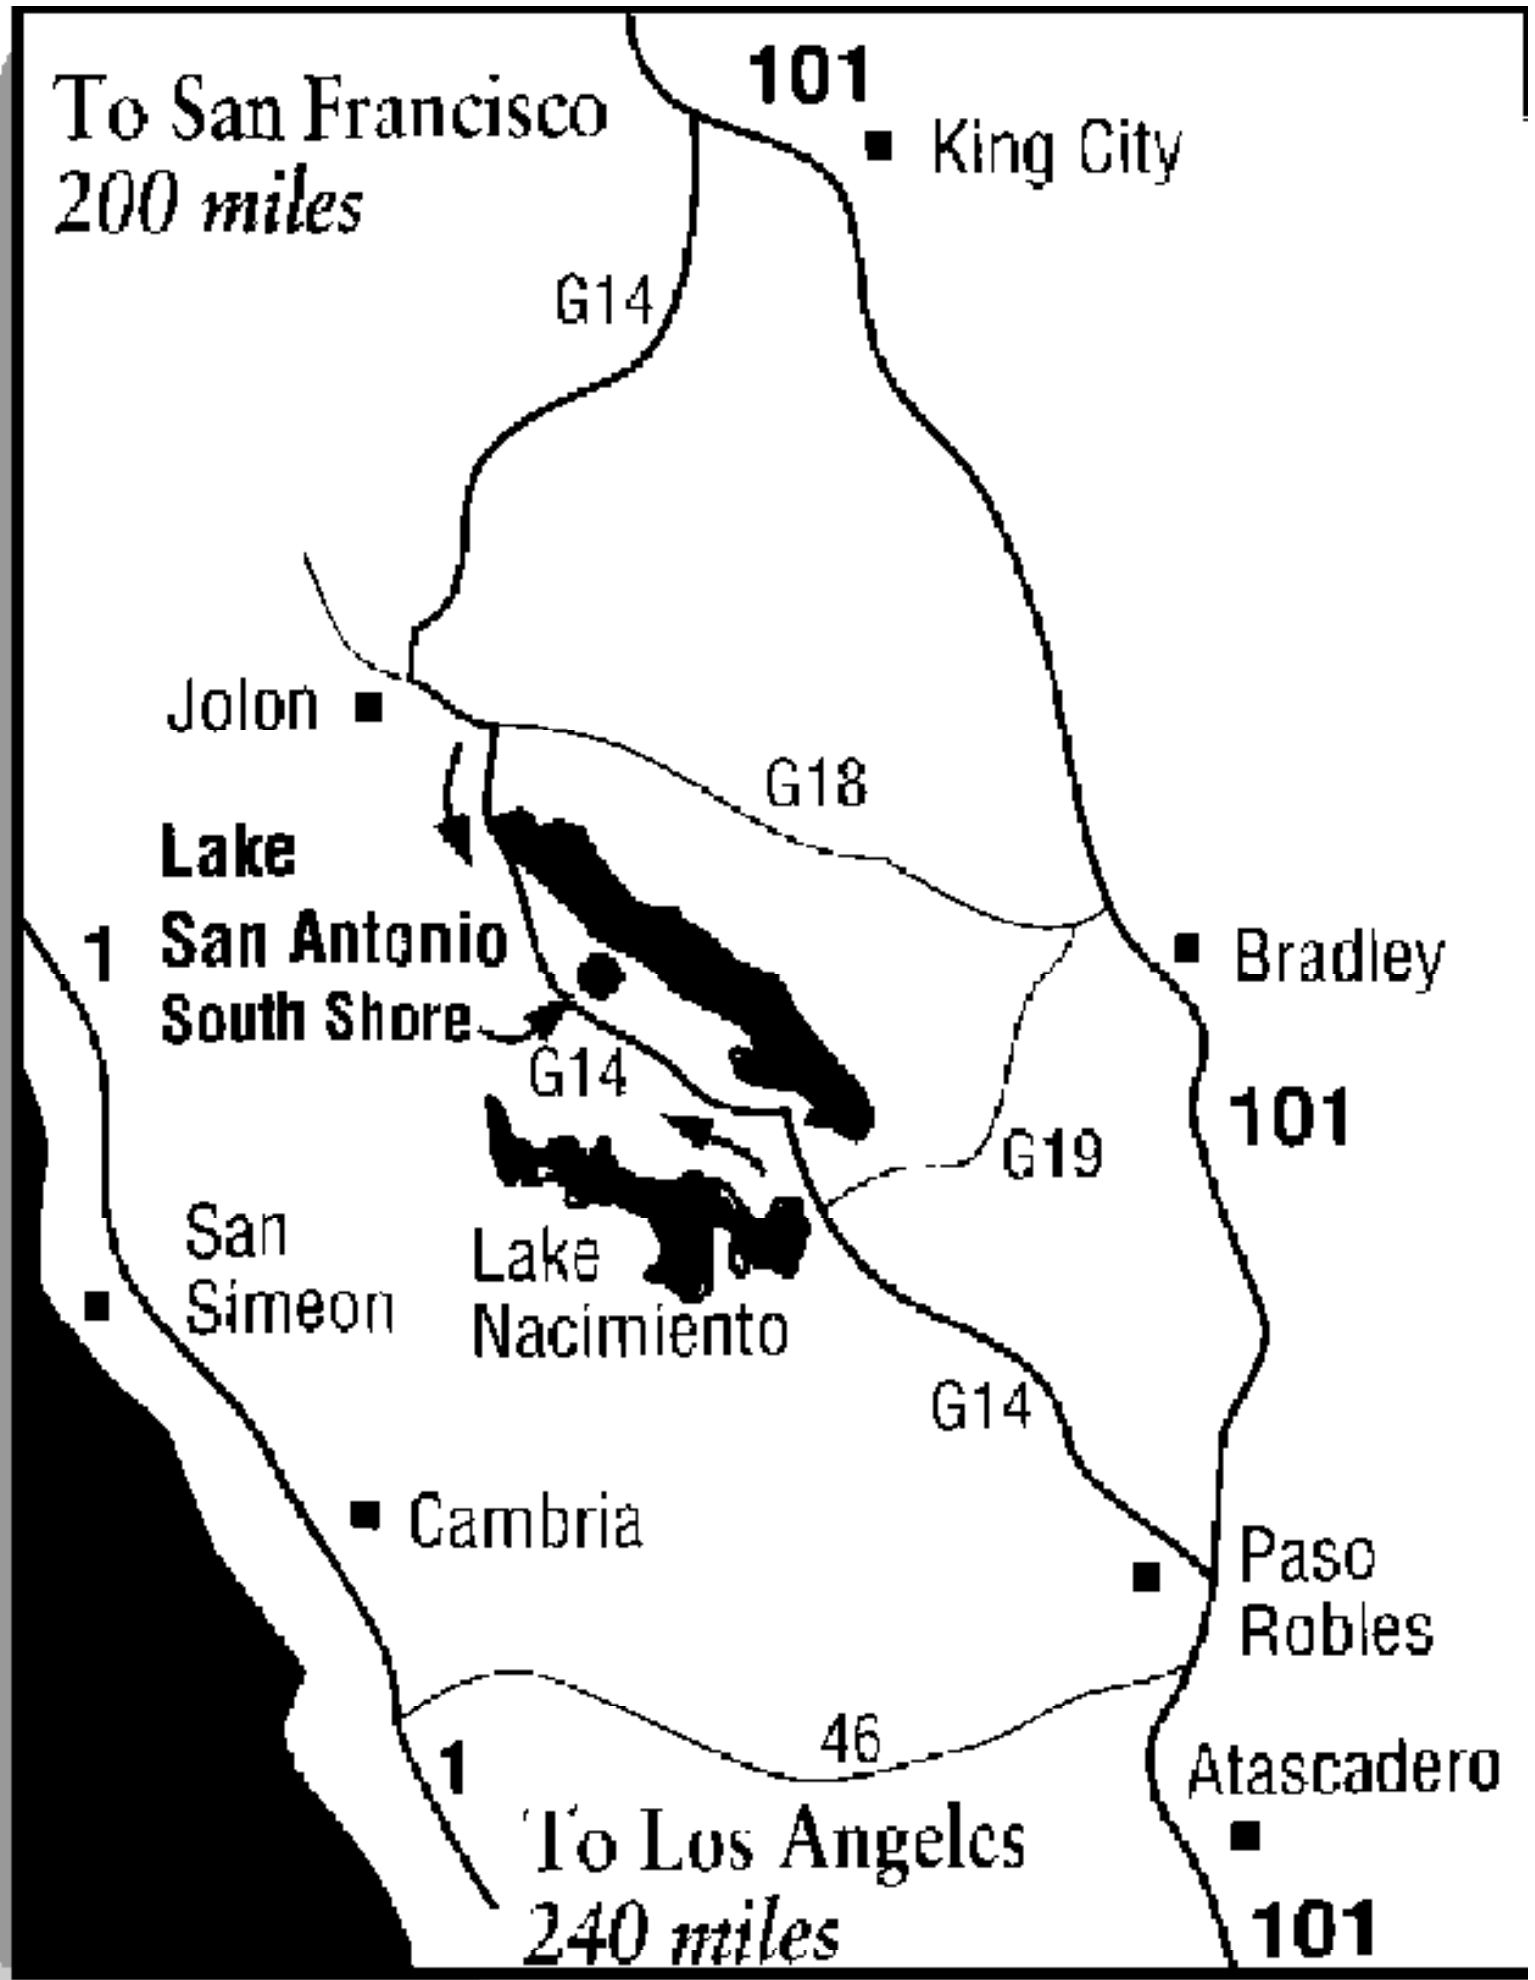 101
To San Francisco
200 miles
King City
G14
Jolon
G18
Lake
San Antonio
South Shore
1
Bradley
G14
101
G19
San
Simeon
Lake
Nacimiento
G14
Cambria
Paso
Robles
46
Atascadero
1
To Los Angeles
240 miles
101